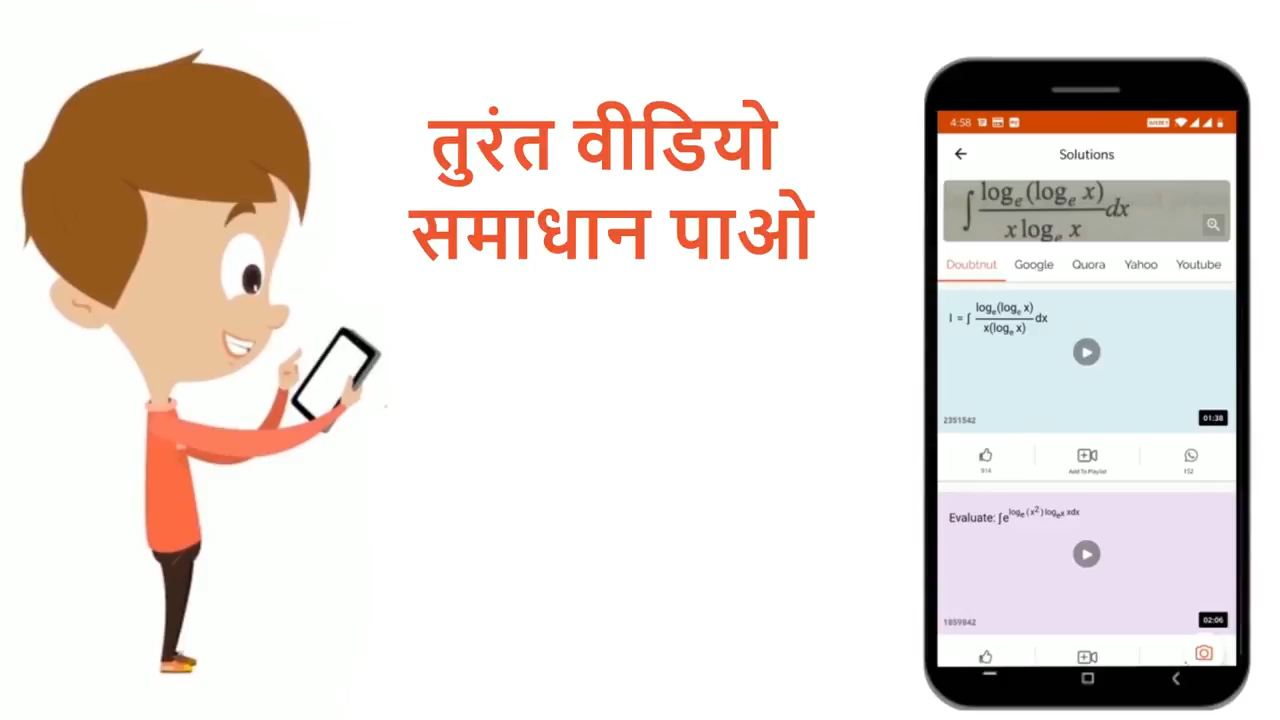 तुरंत वीडियो
समाधान पाओ
4:58
Solutions
∫ logₑ(logₑ x) / x logₑ x dx
Doubtnut Google Quora Yahoo Youtube
I = ∫ logₑ(logₑ x) / x(logₑ x) dx
2351542
01:38
914
Add To Playlist
152
Evaluate: ∫e^logₑ(x²)logₑx xdx
1859842
02:06